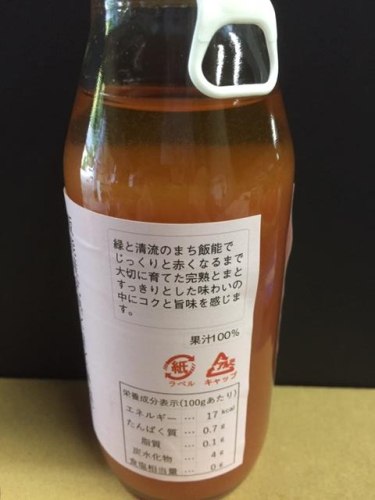 緑と清流のまち飯能で
じっくりと赤くなるまで
大切に育てた完熟とまと
すっきりとした味わいの
中にコクと旨味を感じま
す。
果汁100%
紙 アルミ
ラベル キャップ
栄養成分表示(100gあたり)
エネルギー … 17 kcal
たんぱく質 … 0.7 g
脂質 … 0.1 g
炭水化物 … 4 g
食塩相当量 … 0 g